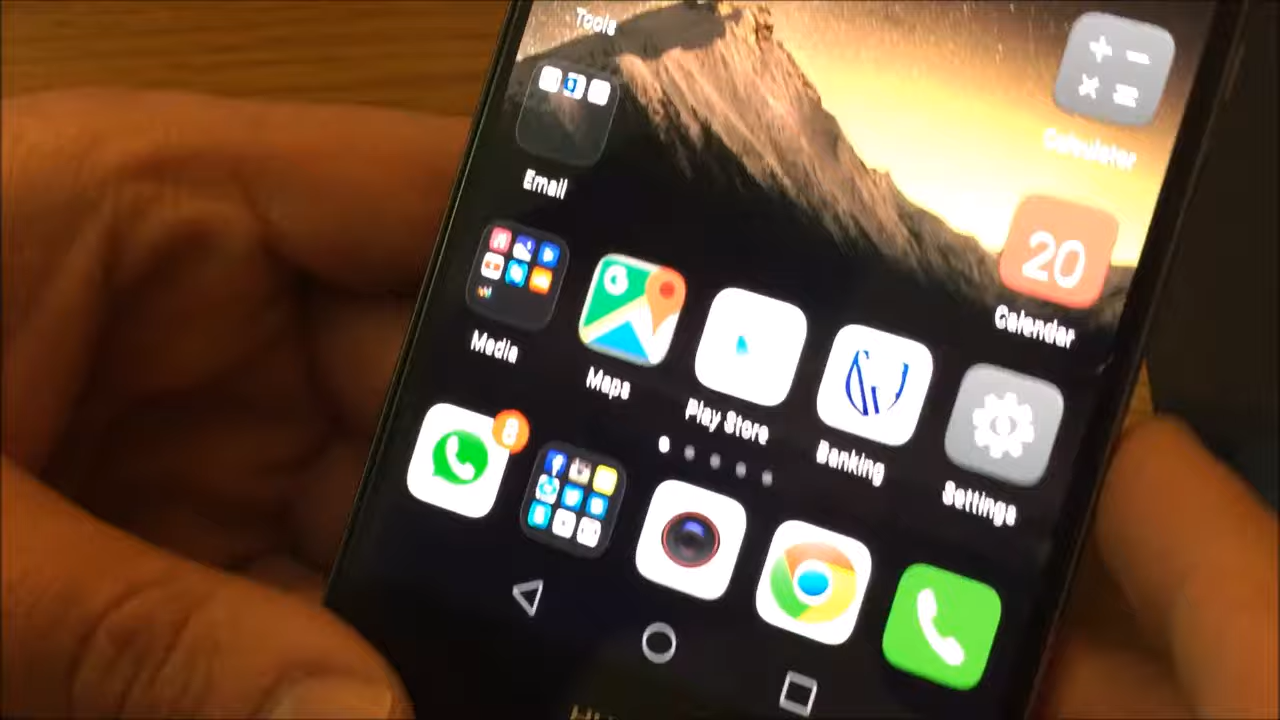 Tools
Calculator
Email
20
Calendar
Media
Maps
Play Store
Banking
Settings
8